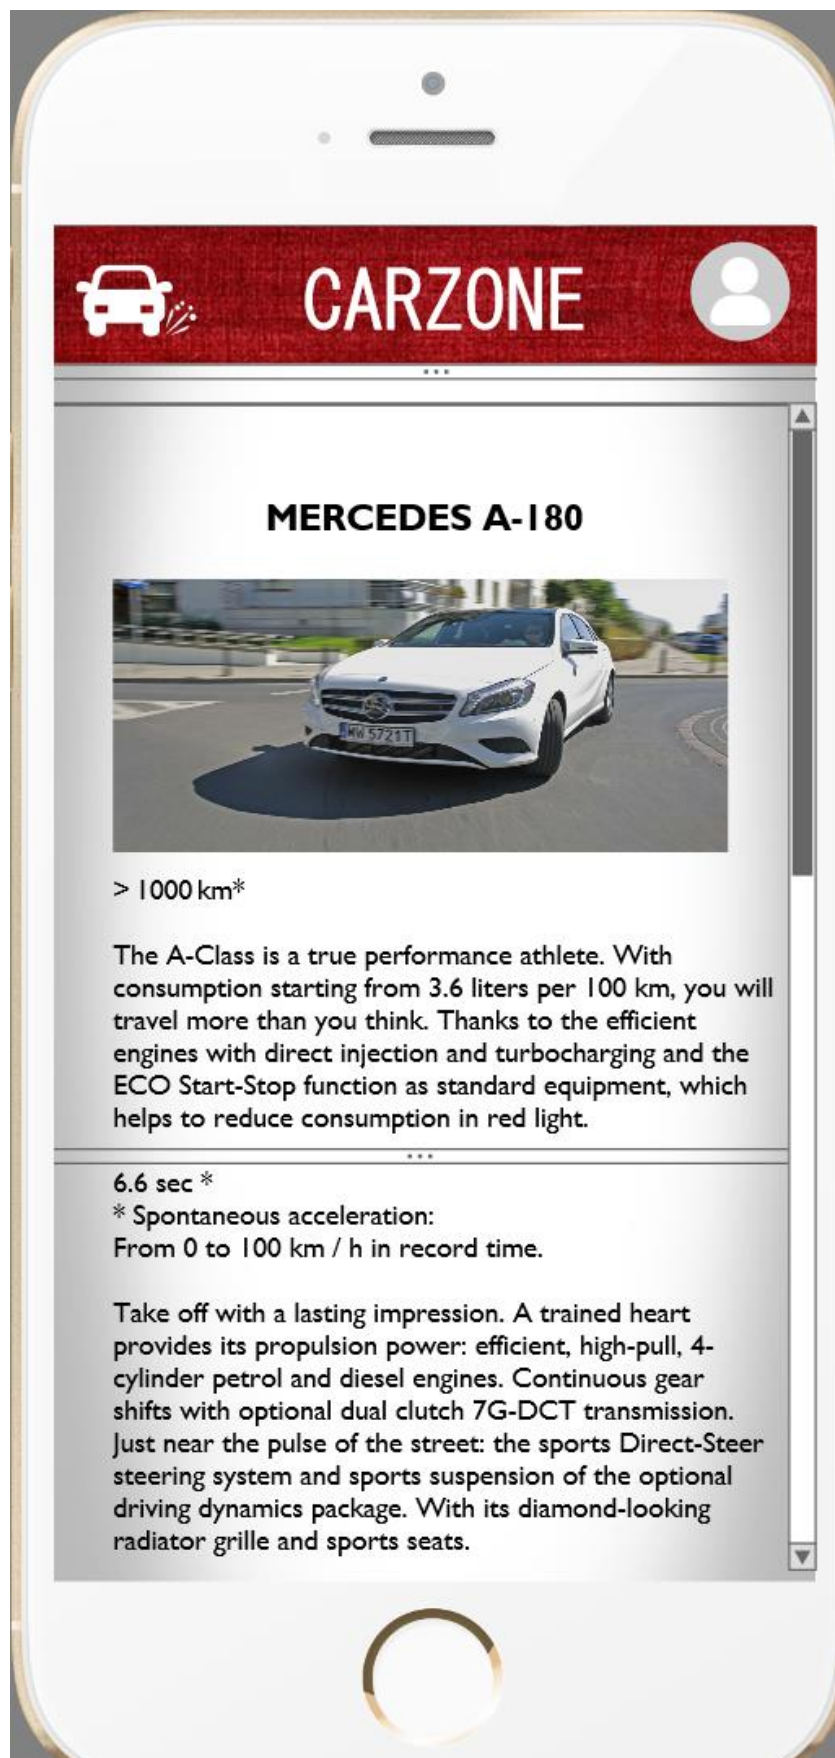 CARZONE
MERCEDES A-180
WW 5721T
> 1000 km*
The A-Class is a true performance athlete. With
consumption starting from 3.6 liters per 100 km, you will
travel more than you think. Thanks to the efficient
engines with direct injection and turbocharging and the
ECO Start-Stop function as standard equipment, which
helps to reduce consumption in red light.
6.6 sec *
* Spontaneous acceleration:
From 0 to 100 km / h in record time.
Take off with a lasting impression. A trained heart
provides its propulsion power: efficient, high-pull, 4-
cylinder petrol and diesel engines. Continuous gear
shifts with optional dual clutch 7G-DCT transmission.
Just near the pulse of the street: the sports Direct-Steer
steering system and sports suspension of the optional
driving dynamics package. With its diamond-looking
radiator grille and sports seats.